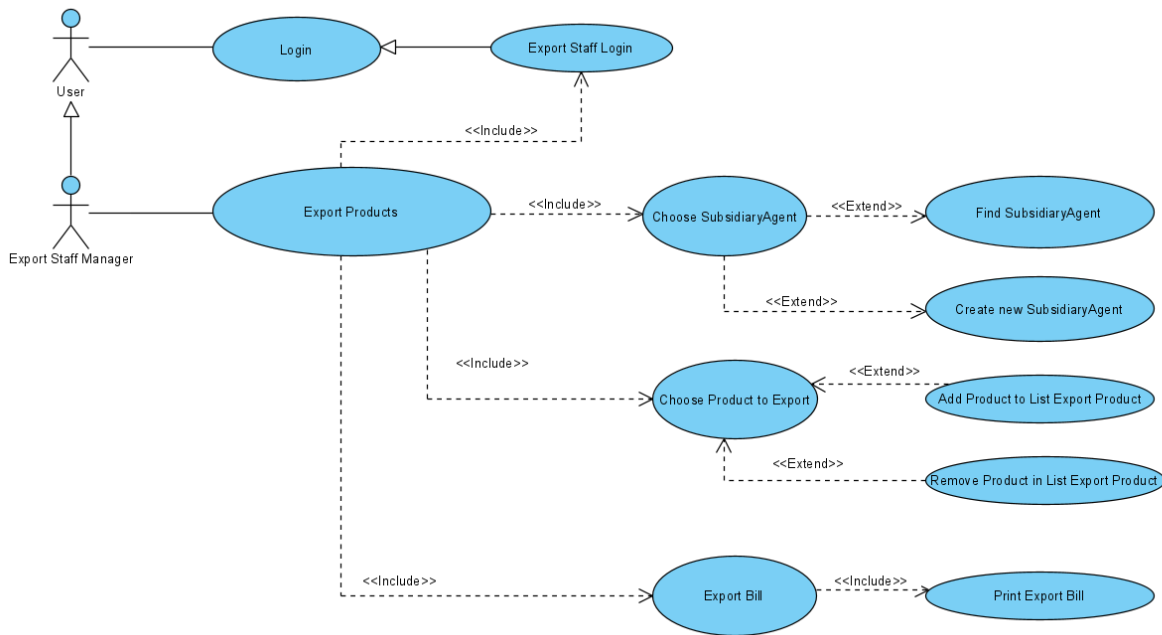 Login
Export Staff Login
User
<<Include>>
Export Products
<<Include>>
Choose SubsidiaryAgent
<<Extend>>
Find SubsidiaryAgent
Export Staff Manager
<<Extend>>
Create new SubsidiaryAgent
<<Include>>
Choose Product to Export
<<Extend>>
Add Product to List Export Product
<<Extend>>
Remove Product in List Export Product
<<Include>>
Export Bill
<<Include>>
Print Export Bill